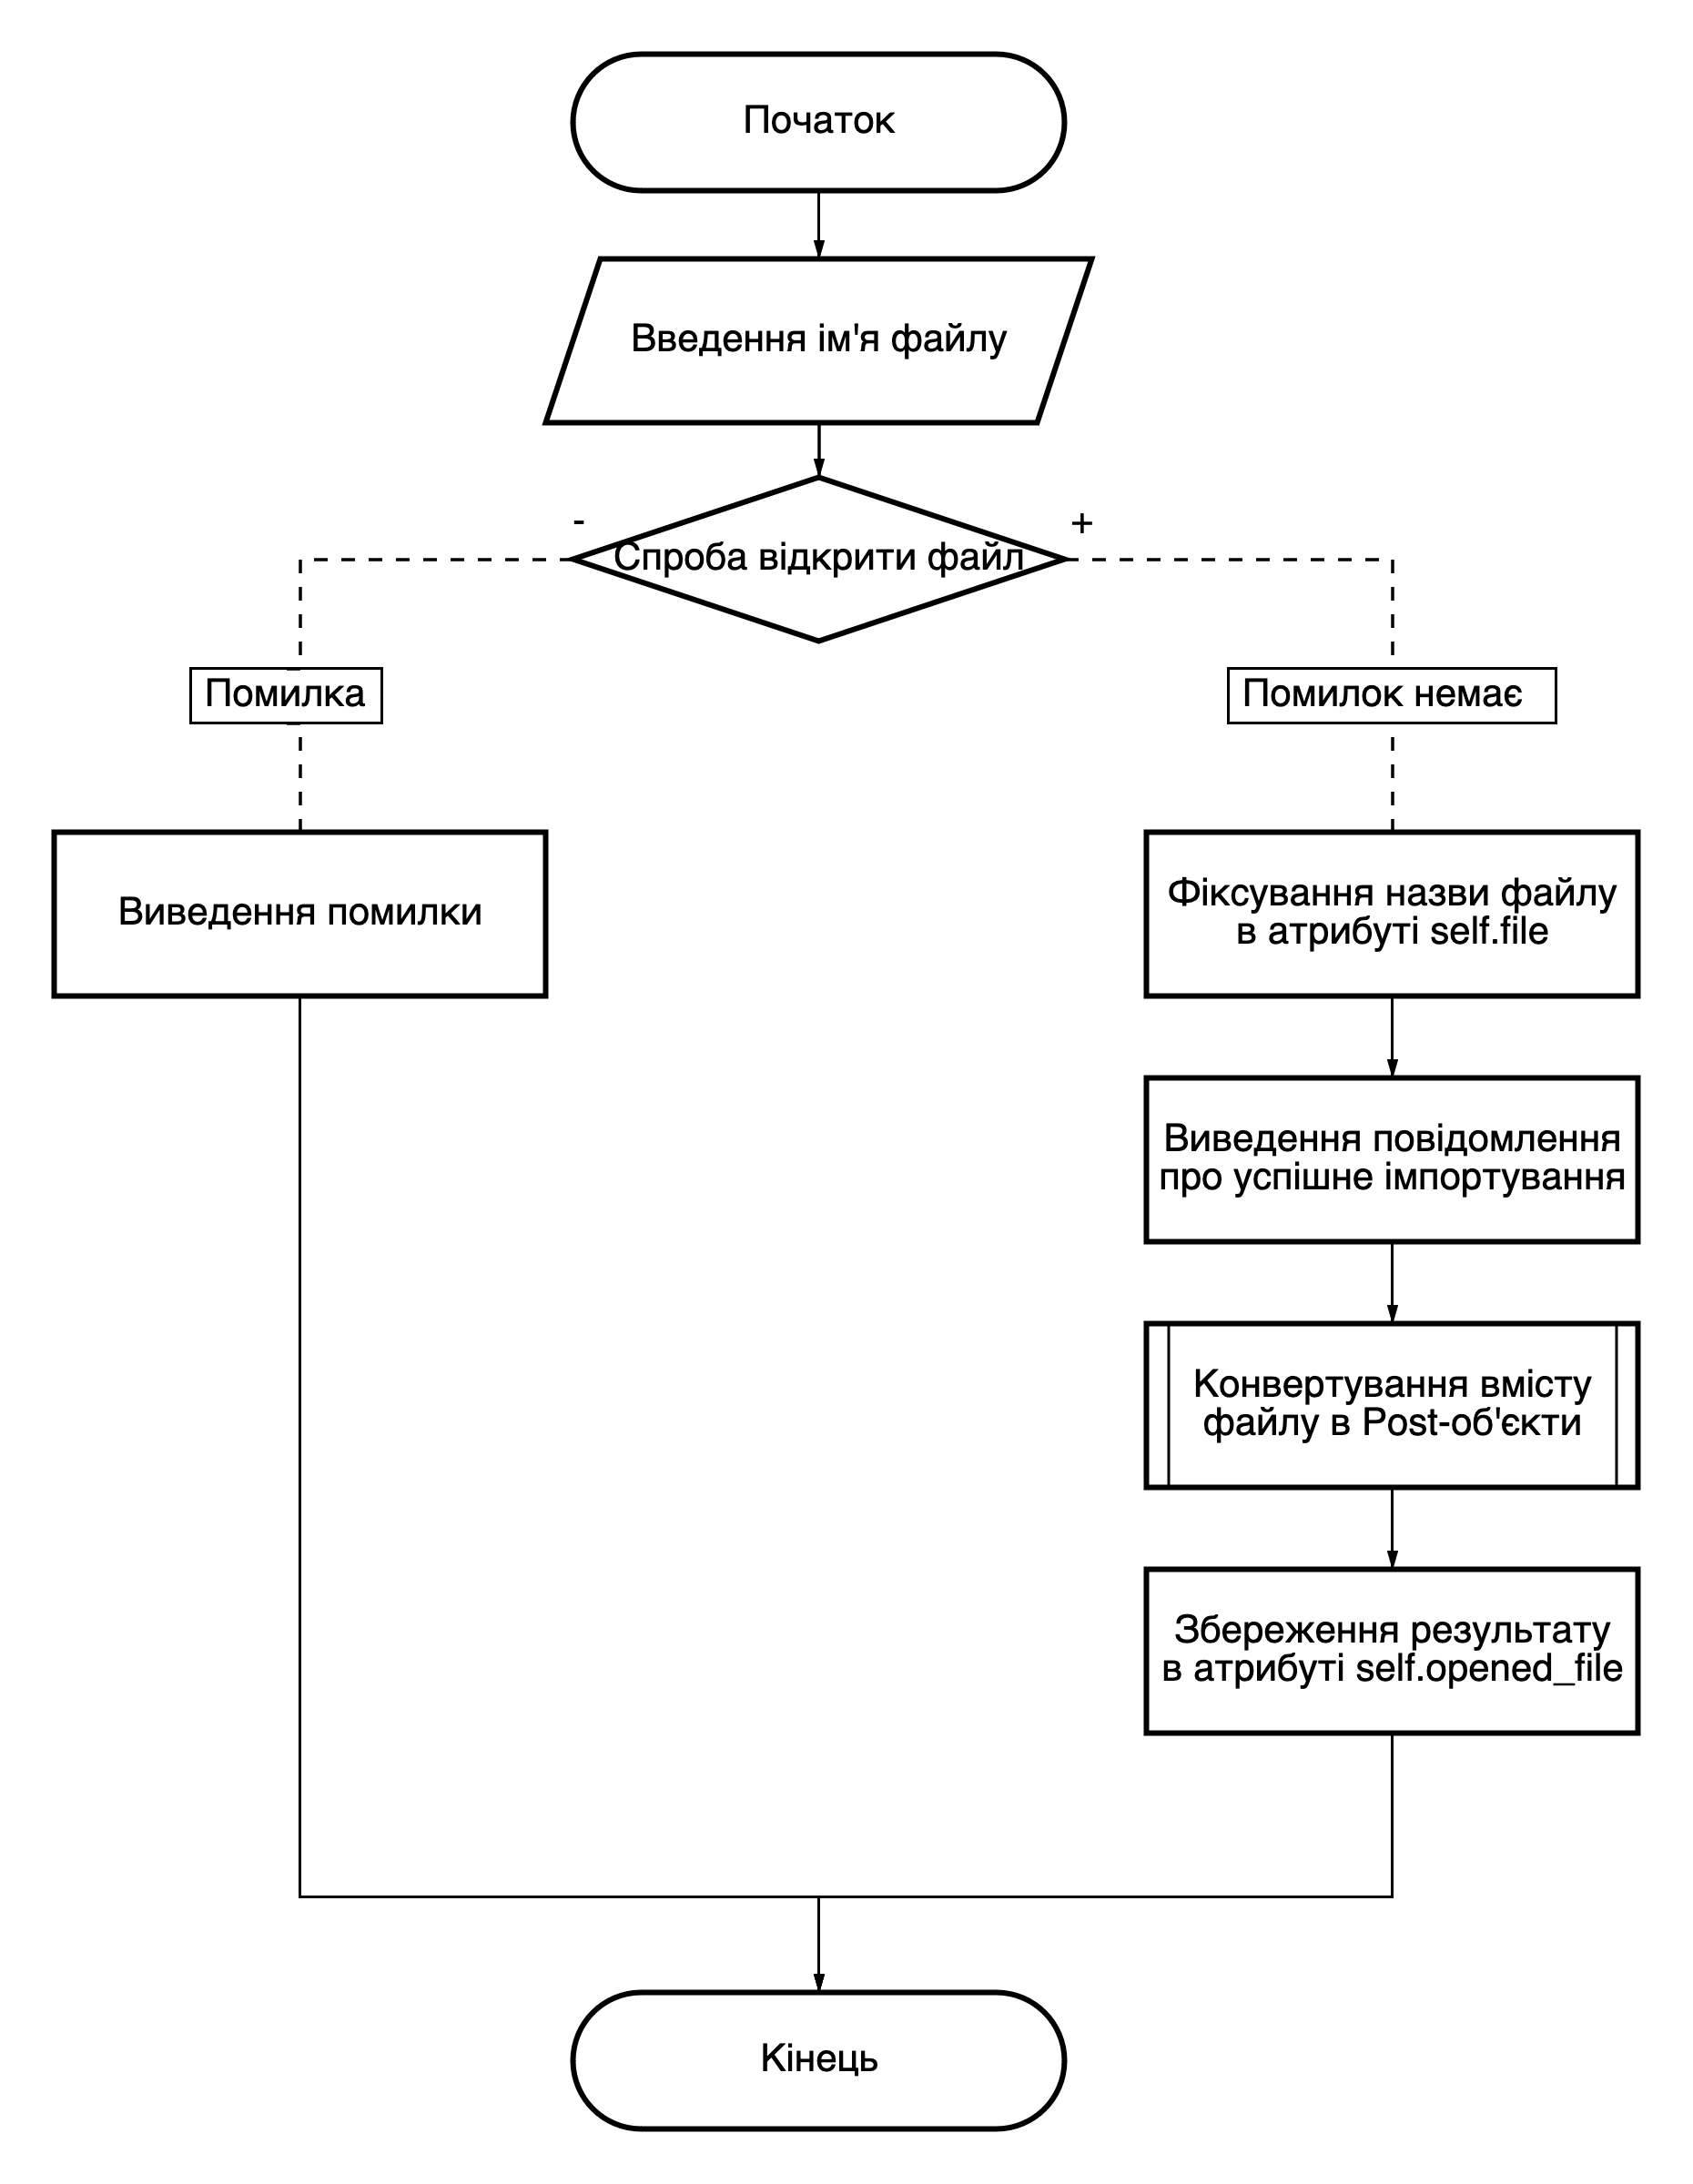 Початок
Введення ім'я файлу
-
+
Спроба відкрити файл
Помилка
Помилок немає
Виведення помилки
Фіксування назви файлу
в атрибуті self.file
Виведення повідомлення
про успішне імпортування
Конвертування вмісту
файлу в Post-об'єкти
Збереження результату
в атрибуті self.opened_file
Кінець